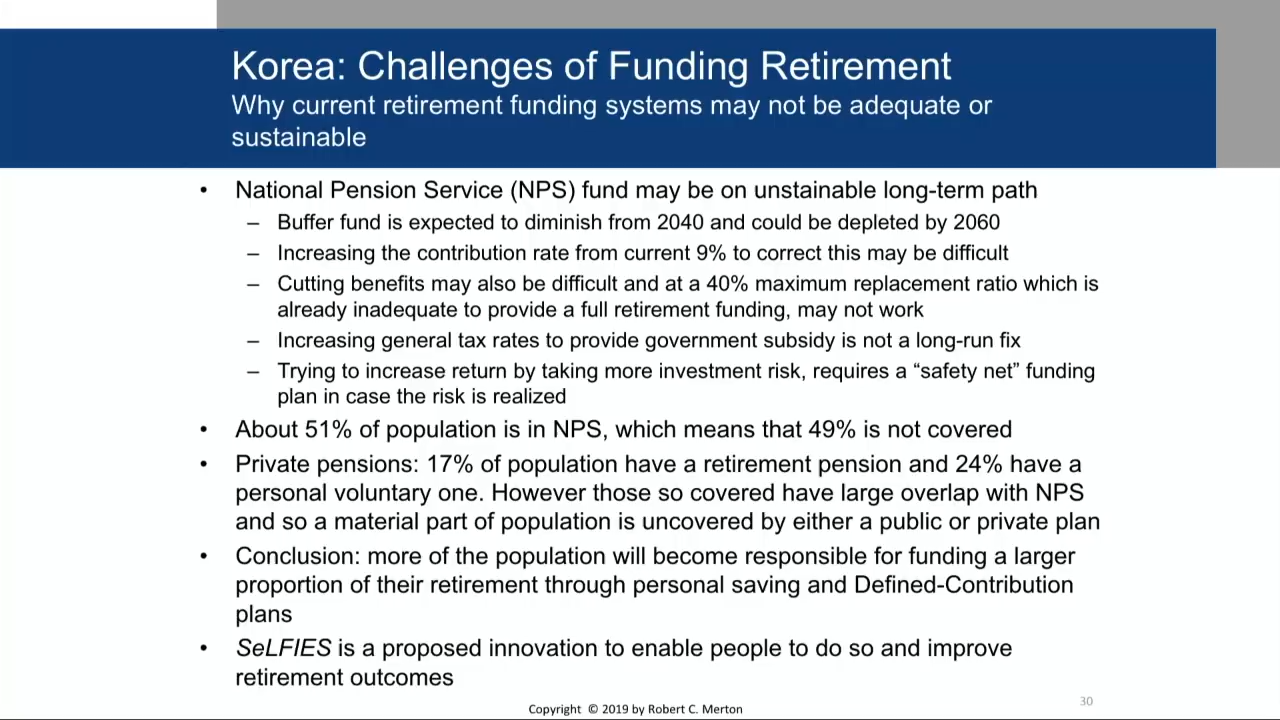 Korea: Challenges of Funding Retirement
Why current retirement funding systems may not be adequate or
sustainable
• National Pension Service (NPS) fund may be on unstainable long-term path
– Buffer fund is expected to diminish from 2040 and could be depleted by 2060
– Increasing the contribution rate from current 9% to correct this may be difficult
– Cutting benefits may also be difficult and at a 40% maximum replacement ratio which is
already inadequate to provide a full retirement funding, may not work
– Increasing general tax rates to provide government subsidy is not a long-run fix
– Trying to increase return by taking more investment risk, requires a “safety net” funding
plan in case the risk is realized
• About 51% of population is in NPS, which means that 49% is not covered
• Private pensions: 17% of population have a retirement pension and 24% have a
personal voluntary one. However those so covered have large overlap with NPS
and so a material part of population is uncovered by either a public or private plan
• Conclusion: more of the population will become responsible for funding a larger
proportion of their retirement through personal saving and Defined-Contribution
plans
• SeLFIES is a proposed innovation to enable people to do so and improve
retirement outcomes
Copyright © 2019 by Robert C. Merton
30